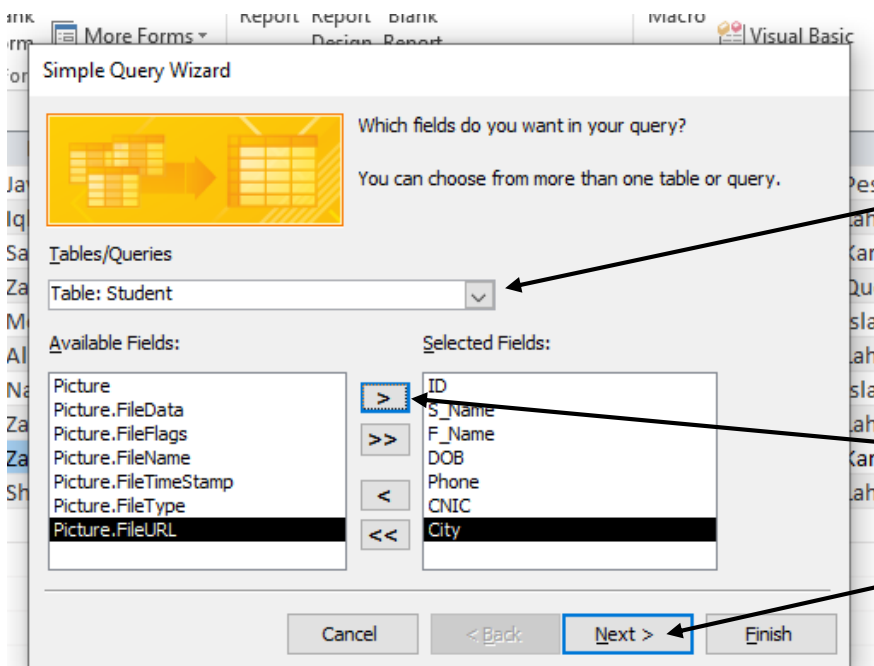 Report Report Blank
Macro
More Forms
Visual Basic
Simple Query Wizard
Which fields do you want in your query?
You can choose from more than one table or query.
Tables/Queries
Table: Student
Available Fields:
Selected Fields:
Picture
Picture.FileData
Picture.FileFlags
Picture.FileName
Picture.FileTimeStamp
Picture.FileType
Picture.FileURL
>
>>
<
<<
ID
S_Name
F_Name
DOB
Phone
CNIC
City
Cancel
< Back
Next >
Finish